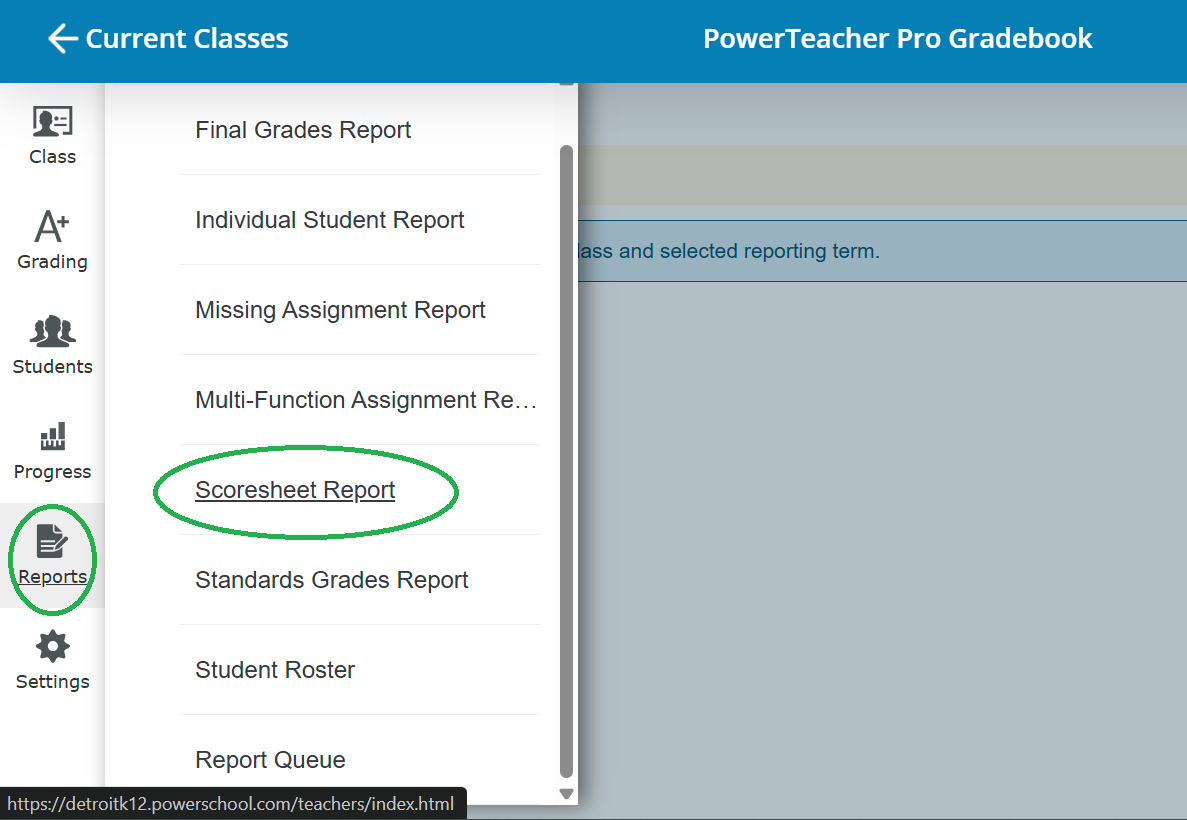 Current Classes
PowerTeacher Pro Gradebook
Class
Grading
Students
Progress
Reports
Settings
Final Grades Report
Individual Student Report
Missing Assignment Report
Multi-Function Assignment Re…
Scoresheet Report
Standards Grades Report
Student Roster
Report Queue
lass and selected reporting term.
https://detroitk12.powerschool.com/teachers/index.html